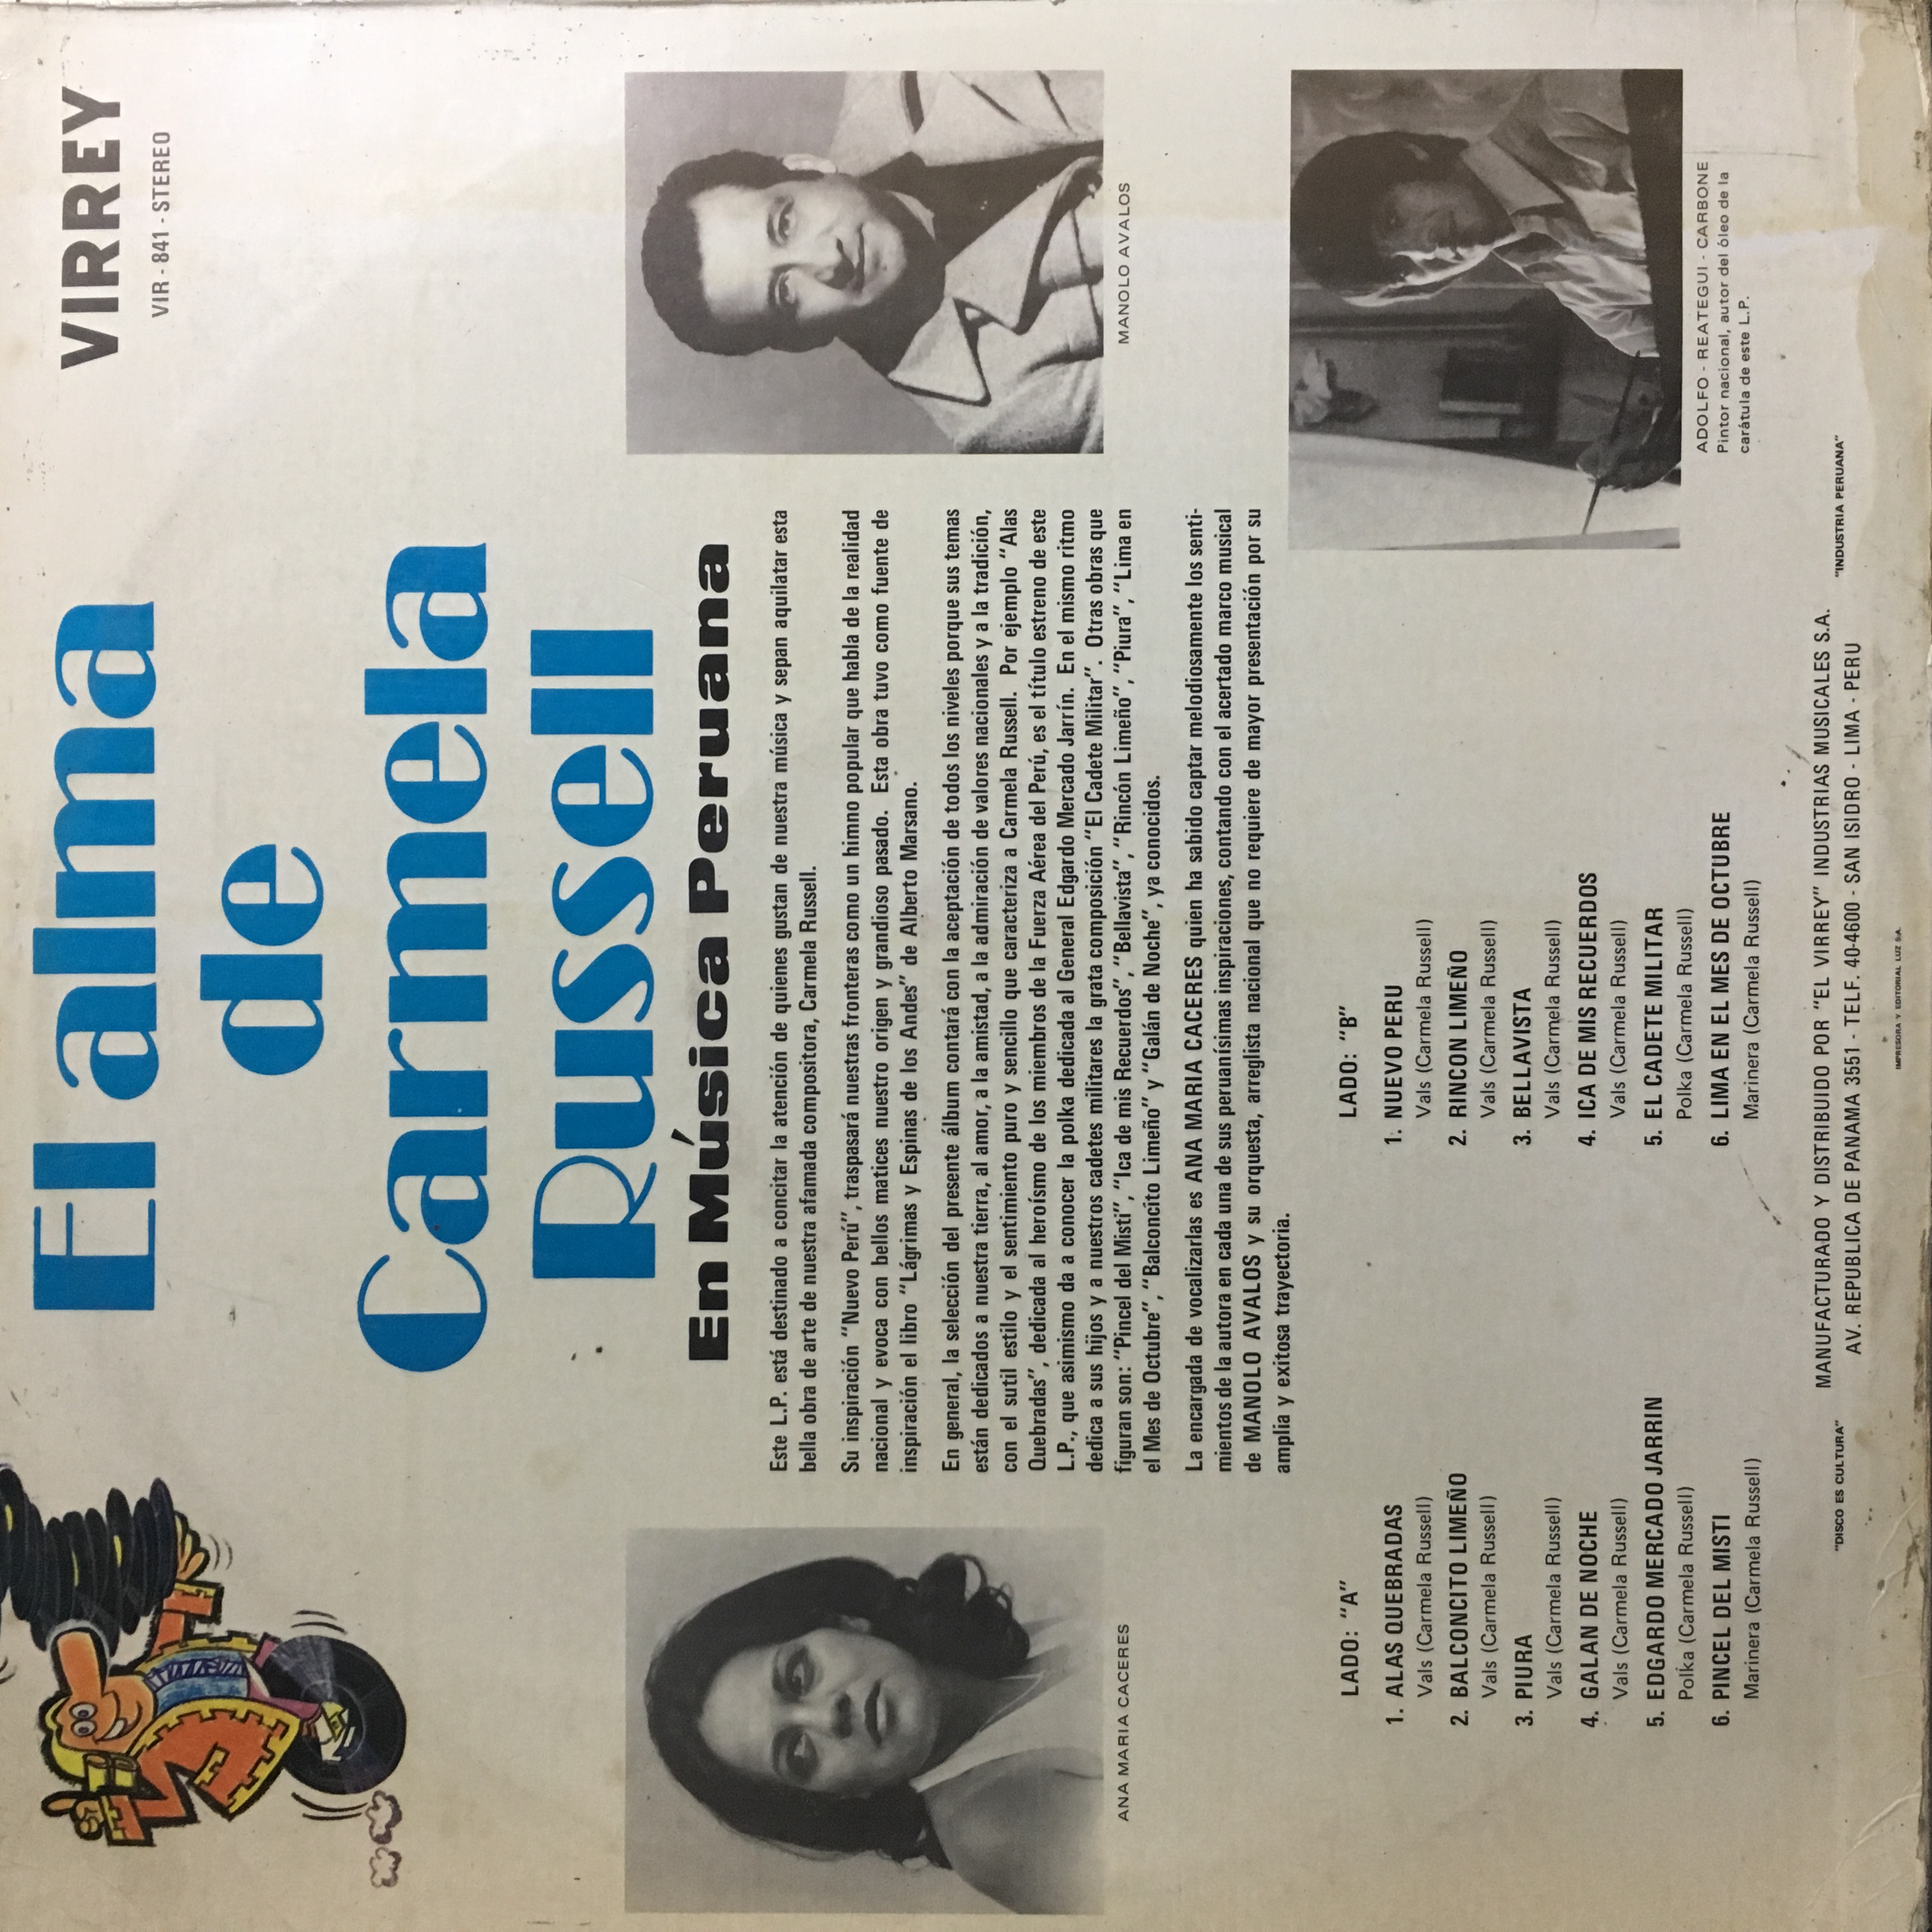 El alma
de
Carmela
Russell
En Música Peruana
VIRREY
VIR - 841 - STEREO
Este L.P. está destinado a concitar la atención de quienes gustan de nuestra música y sepan aquilatar esta
bella obra de arte de nuestra afamada compositora, Carmela Russell.
Su inspiración "Nuevo Perú", traspasará nuestras fronteras como un himno popular que habla de la realidad
nacional y evoca con bellos matices nuestro origen y grandioso pasado. Esta obra tuvo como fuente de
inspiración el libro "Lágrimas y Espinas de los Andes" de Alberto Marsano.
En general, la selección del presente álbum contará con la aceptación de todos los niveles porque sus temas
están dedicados a nuestra tierra, al amor, a la amistad, a la admiración de valores nacionales y a la tradición,
con el sutil estilo y el sentimiento puro y sencillo que caracteriza a Carmela Russell. Por ejemplo "Alas
Quebradas", dedicada al heroísmo de los miembros de la Fuerza Aérea del Perú, es el título estreno de este
L.P., que asimismo da a conocer la polka dedicada al General Edgardo Mercado Jarrín. En el mismo ritmo
dedica a sus hijos y a nuestros cadetes militares la grata composición "El Cadete Militar". Otras obras que
figuran son: "Pincel del Misti", "Ica de mis Recuerdos", "Bellavista", "Rincón Limeño", "Piura", "Lima en
el Mes de Octubre", "Balconcito Limeño" y "Galán de Noche", ya conocidos.
La encargada de vocalizarlas es ANA MARIA CACERES quien ha sabido captar melodiosamente los senti-
mientos de la autora en cada una de sus peruanísimas inspiraciones, contando con el acertado marco musical
de MANOLO AVALOS y su orquesta, arreglista nacional que no requiere de mayor presentación por su
amplia y exitosa trayectoria.
ANA MARIA CACERES
MANOLO AVALOS
ADOLFO - REATEGUI - CARBONE
Pintor nacional, autor del óleo de la
carátula de este L.P.
LADO: "A"
1. ALAS QUEBRADAS
Vals (Carmela Russell)
2. BALCONCITO LIMEÑO
Vals (Carmela Russell)
3. PIURA
Vals (Carmela Russell)
4. GALAN DE NOCHE
Vals (Carmela Russell)
5. EDGARDO MERCADO JARRIN
Polka (Carmela Russell)
6. PINCEL DEL MISTI
Marinera (Carmela Russell)
LADO: "B"
1. NUEVO PERU
Vals (Carmela Russell)
2. RINCON LIMEÑO
Vals (Carmela Russell)
3. BELLAVISTA
Vals (Carmela Russell)
4. ICA DE MIS RECUERDOS
Vals (Carmela Russell)
5. EL CADETE MILITAR
Polka (Carmela Russell)
6. LIMA EN EL MES DE OCTUBRE
Marinera (Carmela Russell)
"DISCO ES CULTURA"
MANUFACTURADO Y DISTRIBUIDO POR "EL VIRREY" INDUSTRIAS MUSICALES S.A.
AV. REPUBLICA DE PANAMA 3551 - TELF. 40-4600 - SAN ISIDRO - LIMA - PERU
"INDUSTRIA PERUANA"
IMPRESORA Y EDITORIAL LUZ S.A.